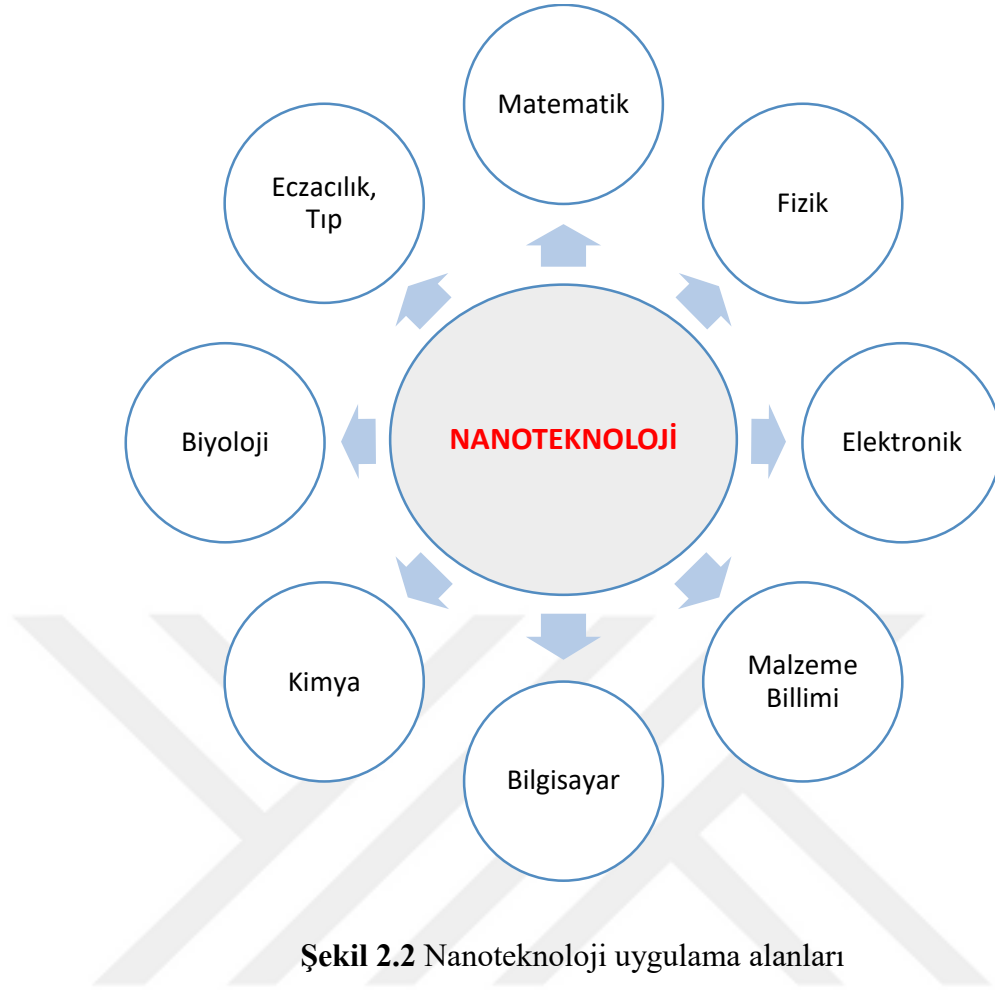 Matematik
Eczacılık,
Tıp
Fizik
Biyoloji
NANOTEKNOLOJİ
Elektronik
Kimya
Malzeme
Billimi
Bilgisayar
Şekil 2.2 Nanoteknoloji uygulama alanları